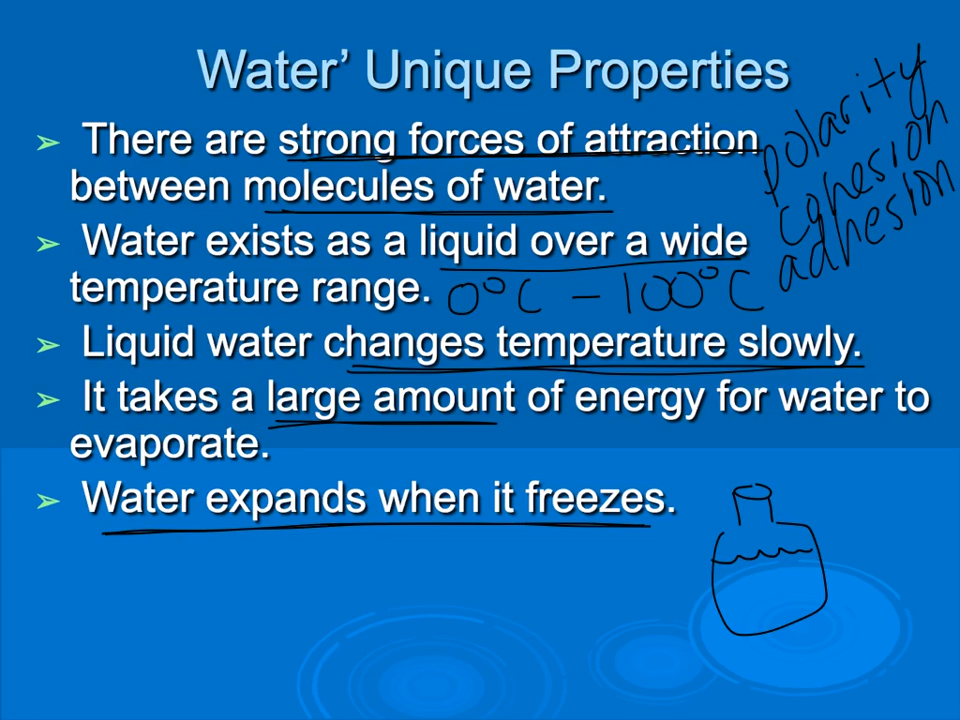 Water’ Unique Properties
➢ There are strong forces of attraction
between molecules of water.
polarity
cohesion
adhesion
➢ Water exists as a liquid over a wide
temperature range. 0°C – 100°C
➢ Liquid water changes temperature slowly.
➢ It takes a large amount of energy for water to
evaporate.
➢ Water expands when it freezes.